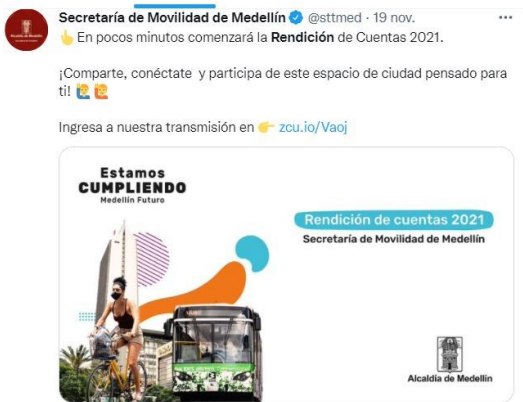 Secretaría de Movilidad de Medellín @sttmed · 19 nov.
En pocos minutos comenzará la Rendición de Cuentas 2021.
¡Comparte, conéctate y participa de este espacio de ciudad pensado para
ti!
Ingresa a nuestra transmisión en 👉 zcu.io/Vaoj
Estamos
CUMPLIENDO
Medellín Futuro
Rendición de cuentas 2021
Secretaría de Movilidad de Medellín
Alcaldía de Medellín